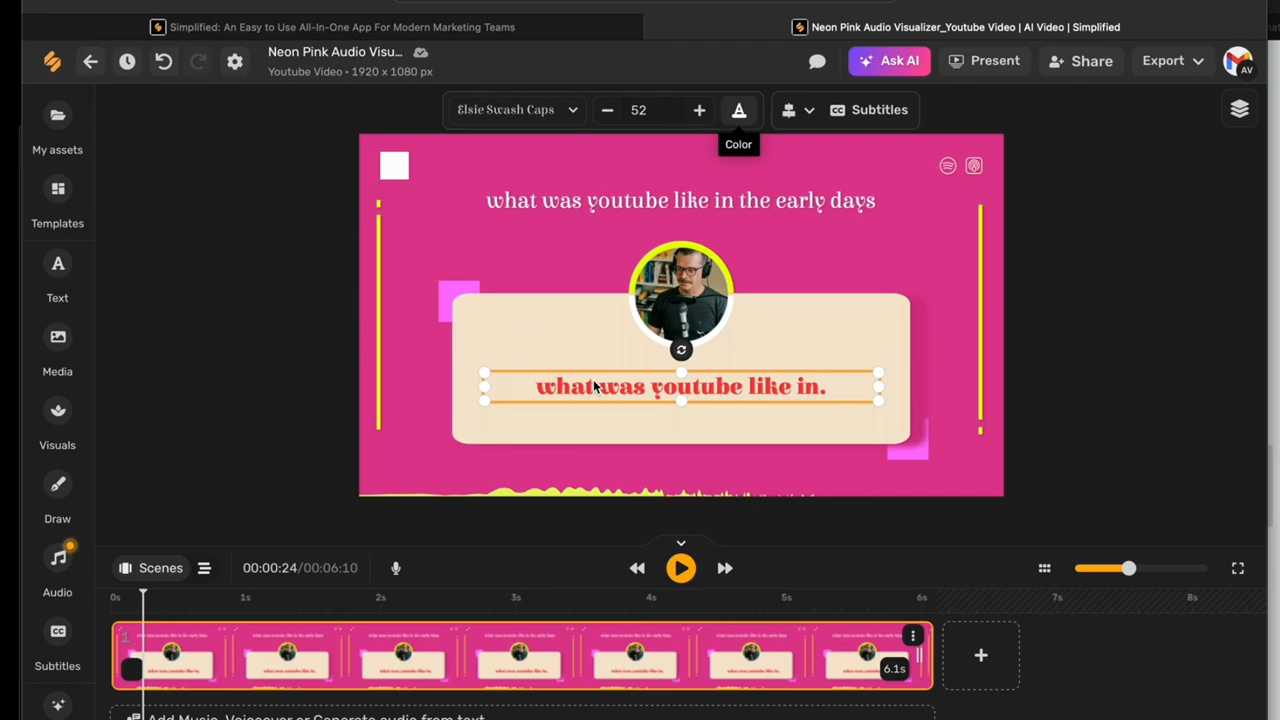 Simplified: An Easy to Use All-In-One App For Modern Marketing Teams
Neon Pink Audio Visualizer_Youtube Video | AI Video | Simplified
Neon Pink Audio Visu...
Youtube Video • 1920 x 1080 px
Ask AI
Present
Share
Export
AV
Elsie Swash Caps
52
CC Subtitles
Color
My assets
Templates
Text
Media
Visuals
Draw
Audio
CC
Subtitles
what was youtube like in the early days
what was youtube like in.
Scenes
00:00:24/00:06:10
0s 1s 2s 3s 4s 5s 6s 7s 8s
1
6.1s
Add Music, Voiceover or Generate audio from text